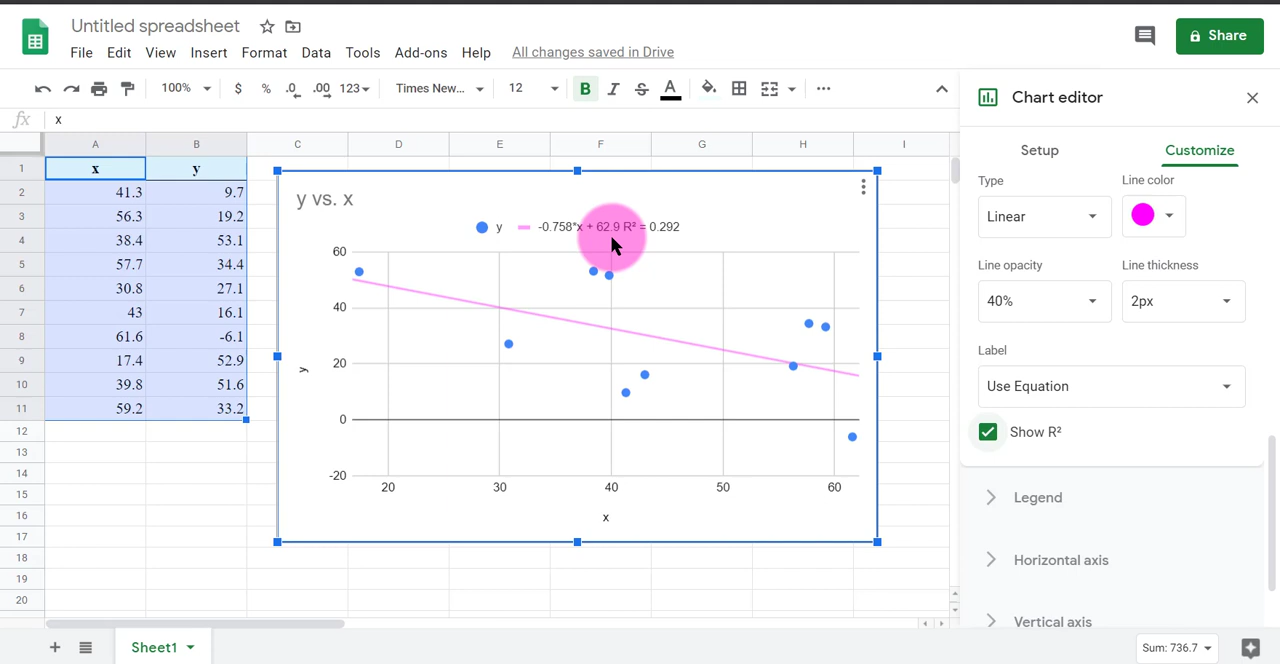 Untitled spreadsheet
File Edit View Insert Format Data Tools Add-ons Help All changes saved in Drive
Share
100% $ % .0 .00 123 Times New... 12 B I S A ...
fx x
Chart editor
Setup Customize
Type Line color
Linear
Line opacity Line thickness
40% 2px
Label
Use Equation
Show R²
Legend
Horizontal axis
Vertical axis
A B C D E F G H I
1 x y
2 41.3 9.7
3 56.3 19.2
4 38.4 53.1
5 57.7 34.4
6 30.8 27.1
7 43 16.1
8 61.6 -6.1
9 17.4 52.9
10 39.8 51.6
11 59.2 33.2
12
13
14
15
16
17
18
19
20
y vs. x
y -0.758*x + 62.9 R² = 0.292
60
40
20
0
-20
20 30 40 50 60
x
y
Sheet1
Sum: 736.7